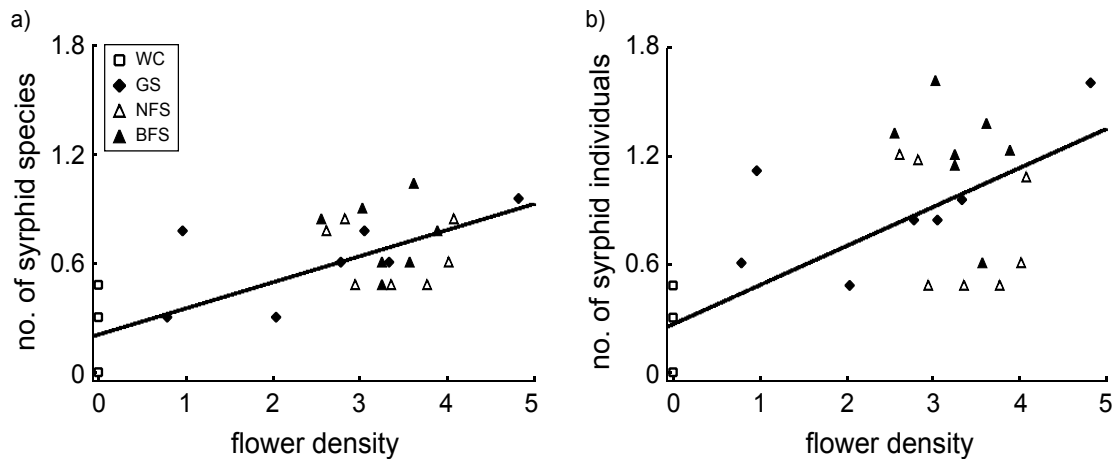 a)
no. of syrphid species
1.8
1.2
0.6
0
WC
GS
NFS
BFS
0 1 2 3 4 5
flower density
b)
no. of syrphid individuals
1.8
1.2
0.6
0
0 1 2 3 4 5
flower density